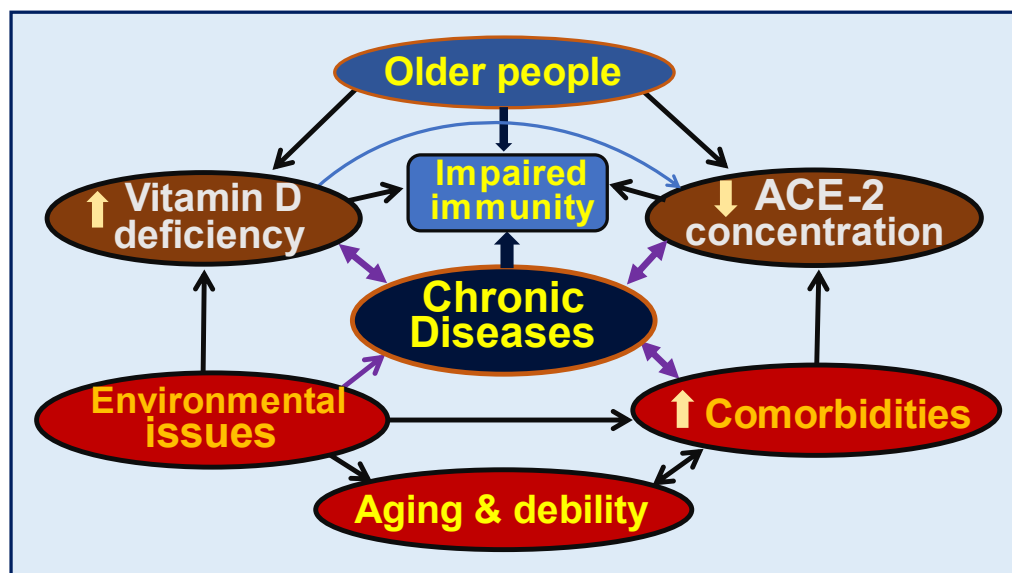 Older people
Impaired
immunity
Vitamin D
deficiency
ACE-2
concentration
Chronic
Diseases
Environmental
issues
Comorbidities
Aging & debility